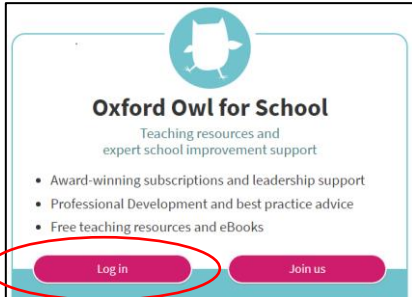 Oxford Owl for School
Teaching resources and
expert school improvement support
• Award-winning subscriptions and leadership support
• Professional Development and best practice advice
• Free teaching resources and eBooks
Log in
Join us